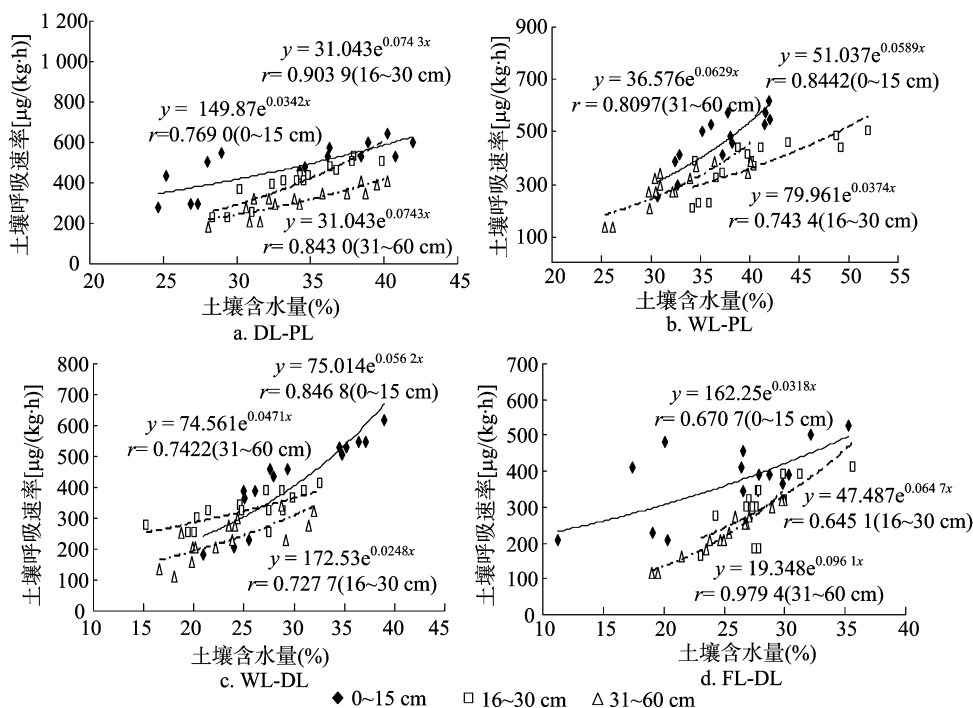 1 200
1 000
800
600
400
200
0
土壤呼吸速率[μg/(kg·h)]
y = 31.043e^0.074 3x
r= 0.903 9(16~30 cm)
y = 149.87e^0.0342x
r=0.769 0(0~15 cm)
y = 31.043e^0.0743x
r= 0.843 0(31~60 cm)
20 25 30 35 40 45
土壤含水量(%)
a. DL-PL
900
700
500
300
100
土壤呼吸速率[μg/(kg·h)]
y = 51.037e^0.0589x
r= 0.8442(0~15 cm)
y = 36.576e^0.0629x
r = 0.8097(31~60 cm)
y = 79.961e^0.0374x
r= 0.743 4(16~30 cm)
20 25 30 35 40 45 50 55
土壤含水量(%)
b. WL-PL
800
700
600
500
400
300
200
100
0
土壤呼吸速率[μg/(kg·h)]
y = 75.014e^0.056 2x
r= 0.846 8(0~15 cm)
y = 74.561e^0.0471x
r= 0.7422(31~60 cm)
y = 172.53e^0.0248x
r= 0.727 7(16~30 cm)
10 15 20 25 30 35 40 45
土壤含水量(%)
c. WL-DL
700
600
500
400
300
200
100
0
土壤呼吸速率[μg/(kg·h)]
y = 162.25e^0.0318x
r= 0.670 7(0~15 cm)
y = 47.487e^0.064 7x
r= 0.645 1(16~30 cm)
y = 19.348e^0.096 1x
r= 0.979 4(31~60 cm)
10 15 20 25 30 35 40
土壤含水量(%)
d. FL-DL
◆ 0~15 cm □ 16~30 cm △ 31~60 cm